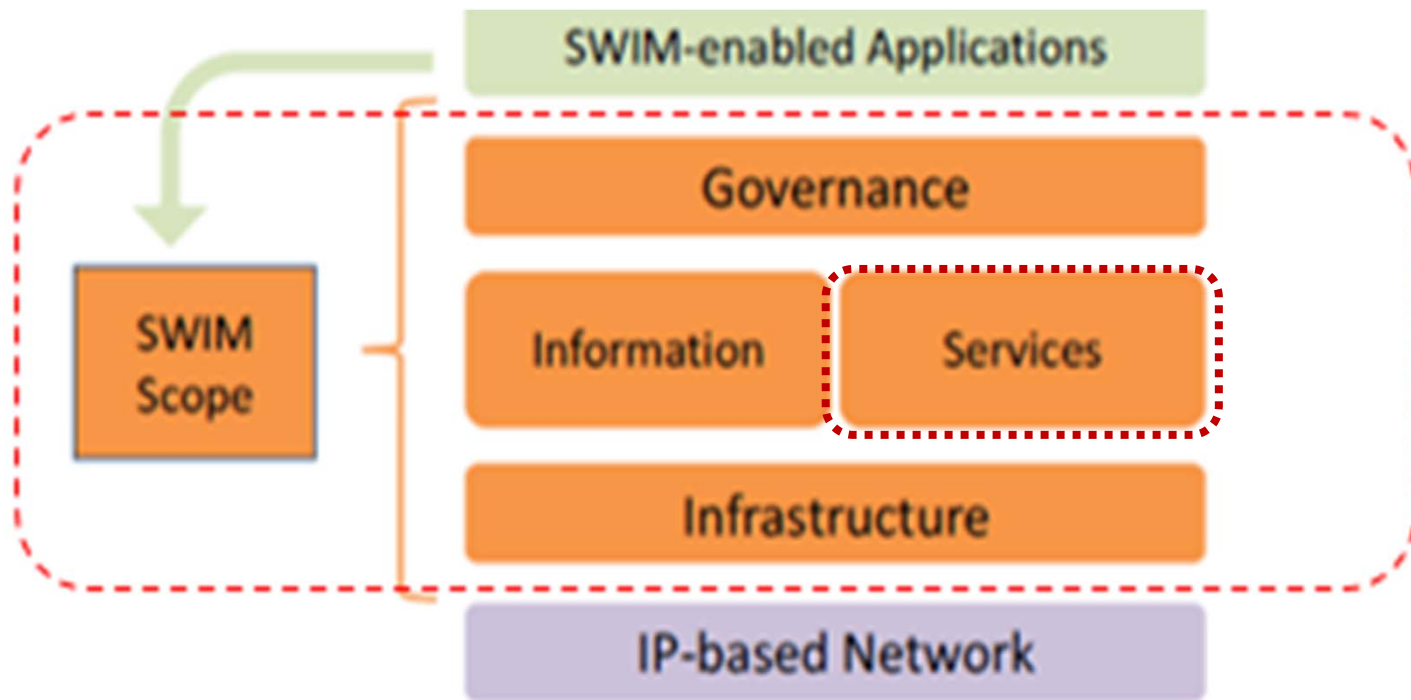 SWIM-enabled Applications
Governance
SWIM
Scope
Information
Services
Infrastructure
IP-based Network